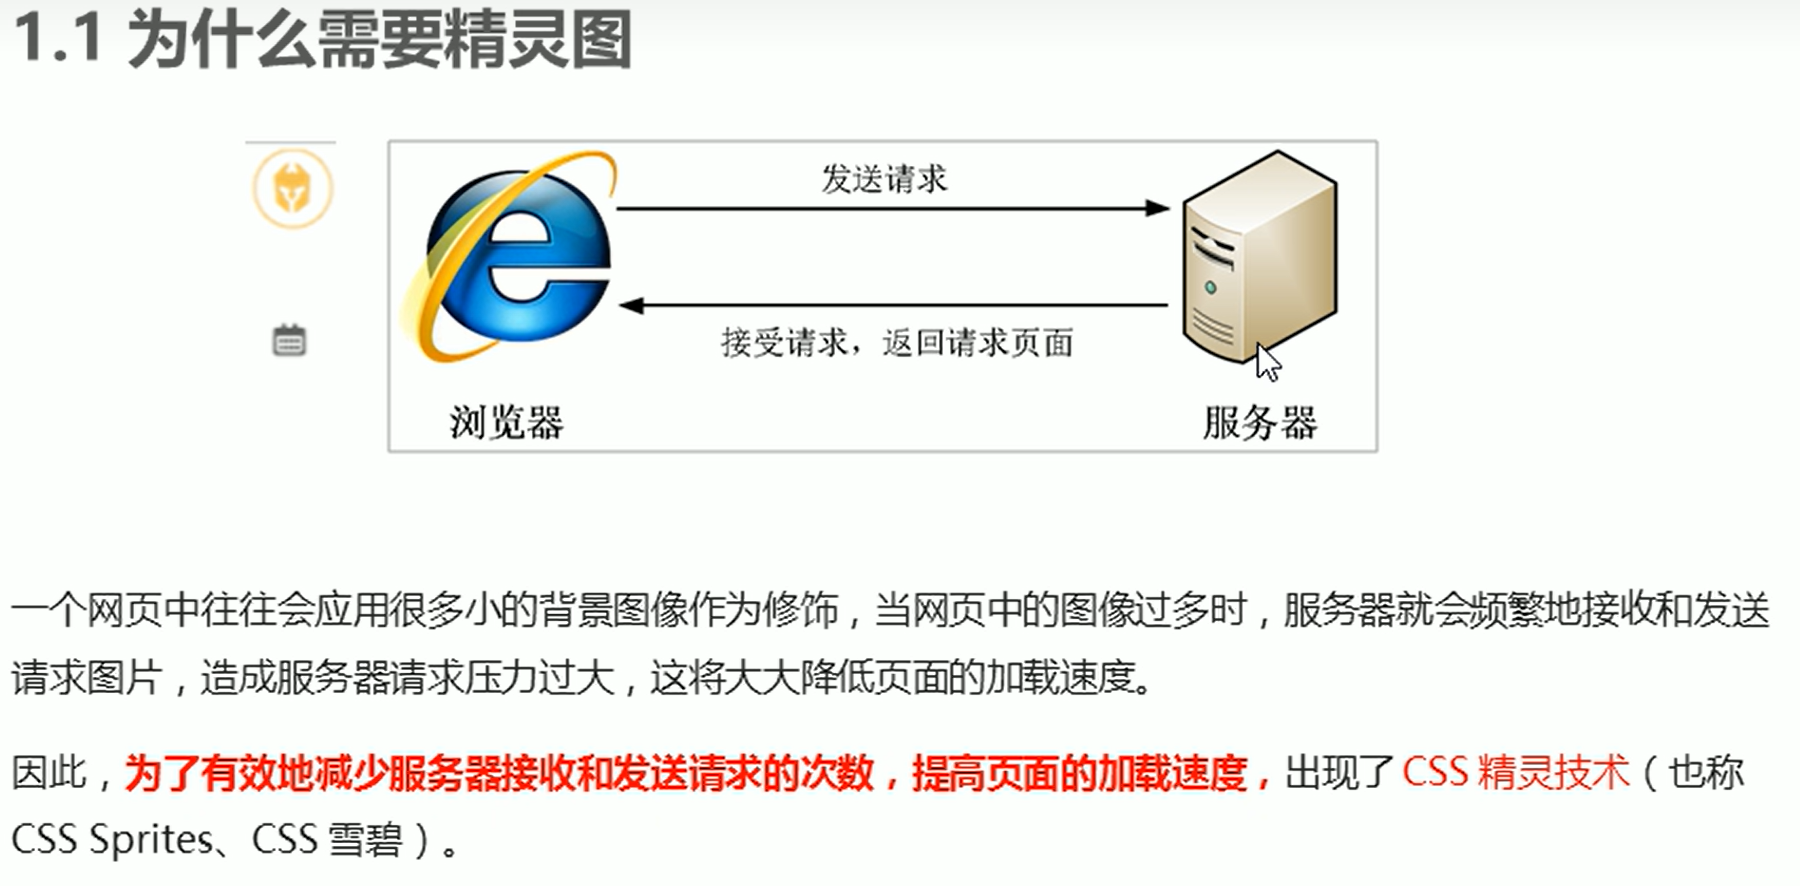 1.1 为什么需要精灵图
发送请求
接受请求，返回请求页面
浏览器
服务器
一个网页中往往会应用很多小的背景图像作为修饰，当网页中的图像过多时，服务器就会频繁地接收和发送
请求图片，造成服务器请求压力过大，这将大大降低页面的加载速度。
因此，为了有效地减少服务器接收和发送请求的次数，提高页面的加载速度，出现了 CSS 精灵技术（也称
CSS Sprites、CSS 雪碧）。